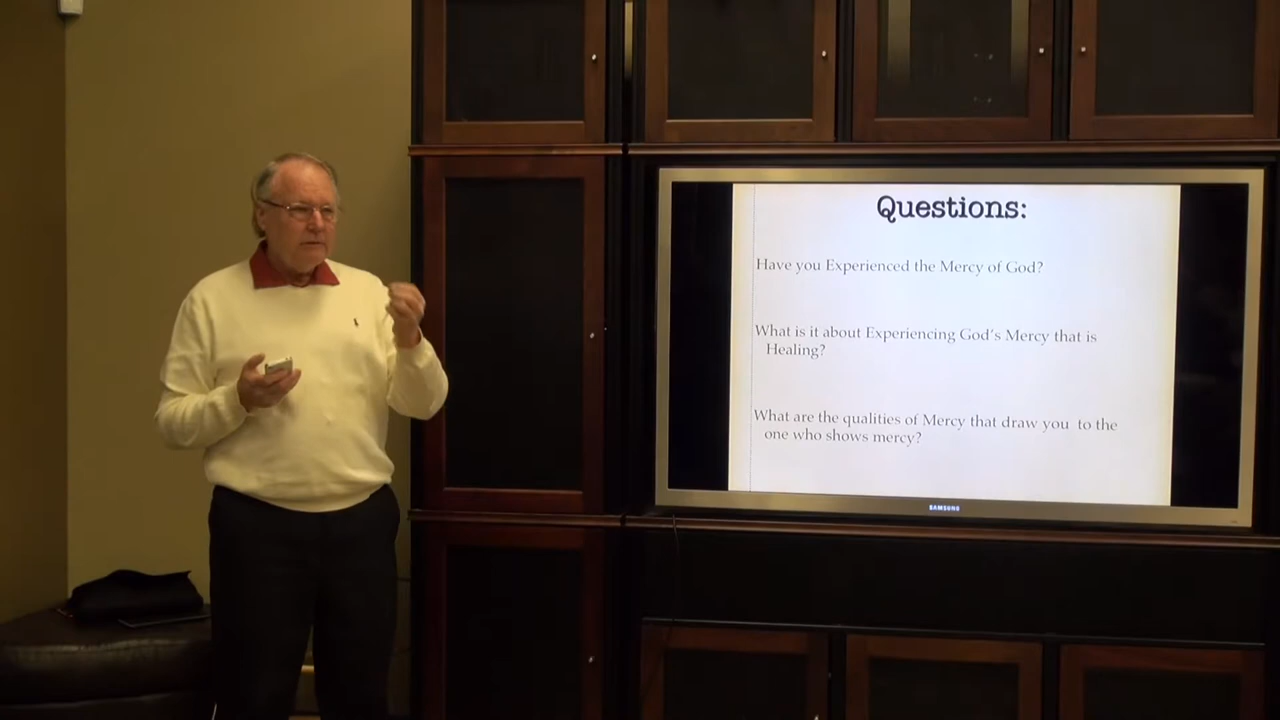 Questions:
Have you Experienced the Mercy of God?
What is it about Experiencing God's Mercy that is
Healing?
What are the qualities of Mercy that draw you to the
one who shows mercy?
SAMSUNG